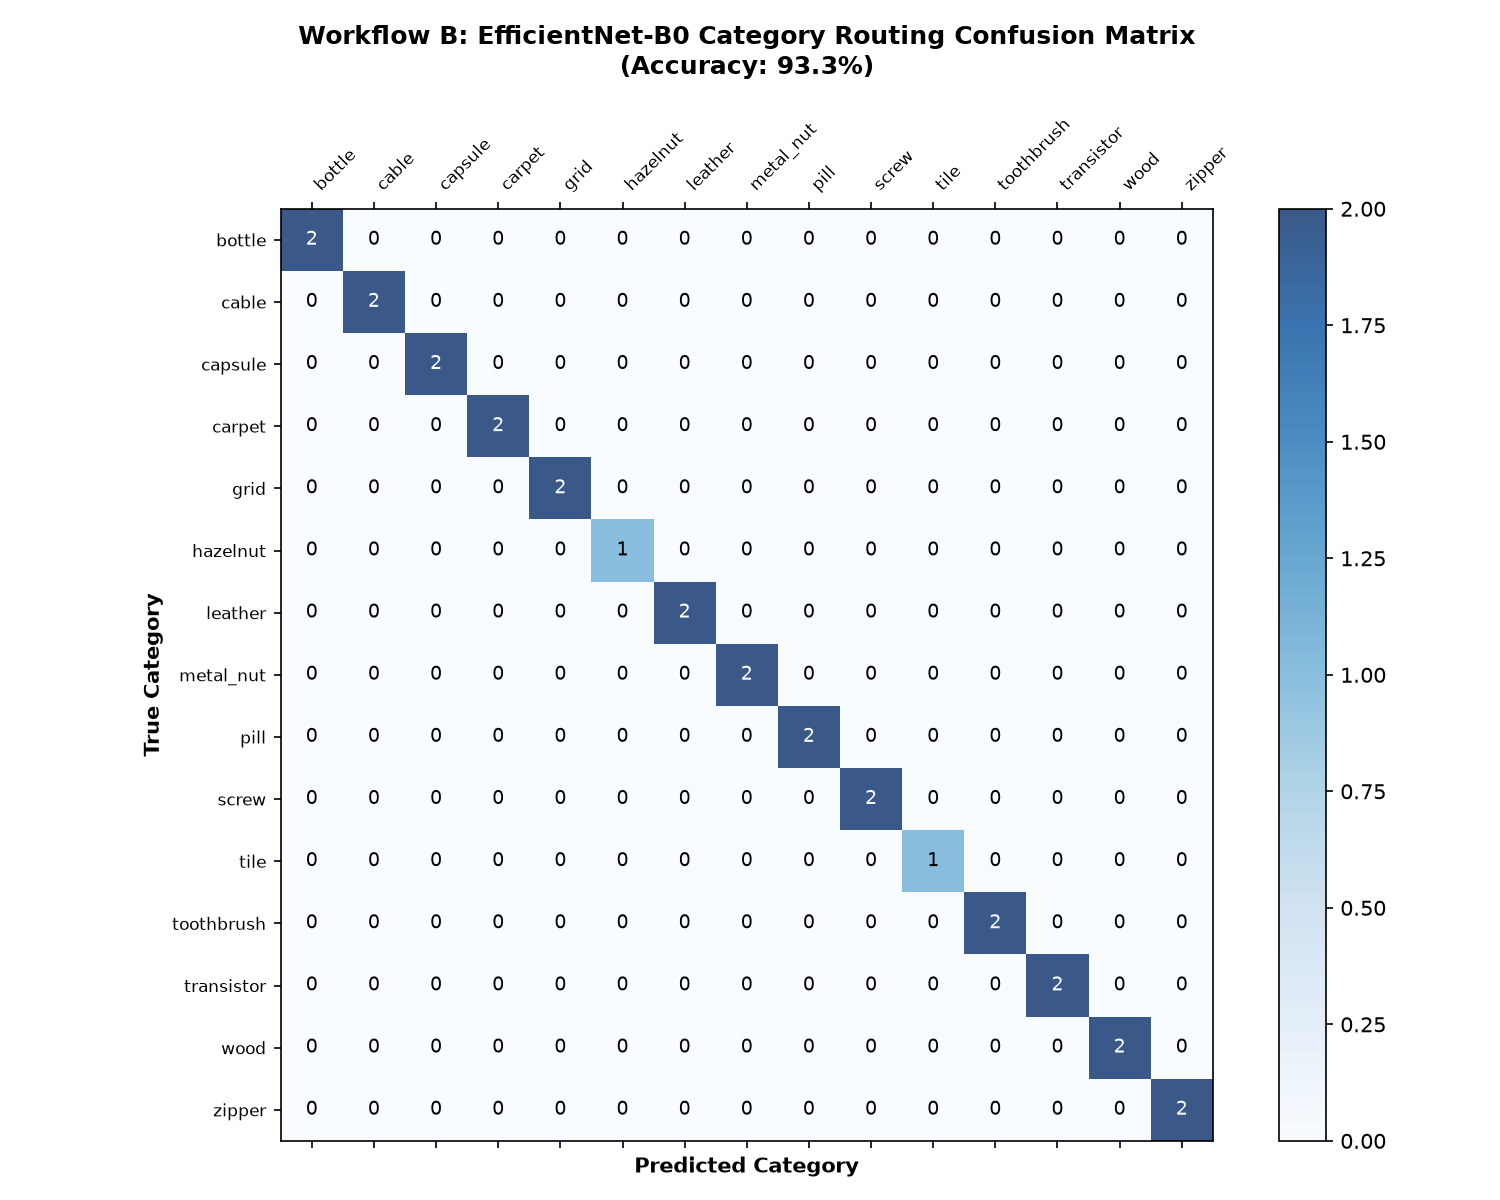 Workflow B: EfficientNet-B0 Category Routing Confusion Matrix
(Accuracy: 93.3%)
bottle cable capsule carpet grid hazelnut leather metal_nut pill screw tile toothbrush transistor wood zipper
bottle 2 0 0 0 0 0 0 0 0 0 0 0 0 0 0
cable 0 2 0 0 0 0 0 0 0 0 0 0 0 0 0
capsule 0 0 2 0 0 0 0 0 0 0 0 0 0 0 0
carpet 0 0 0 2 0 0 0 0 0 0 0 0 0 0 0
grid 0 0 0 0 2 0 0 0 0 0 0 0 0 0 0
hazelnut 0 0 0 0 0 1 0 0 0 0 0 0 0 0 0
leather 0 0 0 0 0 0 2 0 0 0 0 0 0 0 0
metal_nut 0 0 0 0 0 0 0 2 0 0 0 0 0 0 0
pill 0 0 0 0 0 0 0 0 2 0 0 0 0 0 0
screw 0 0 0 0 0 0 0 0 0 2 0 0 0 0 0
tile 0 0 0 0 0 0 0 0 0 0 1 0 0 0 0
toothbrush 0 0 0 0 0 0 0 0 0 0 0 2 0 0 0
transistor 0 0 0 0 0 0 0 0 0 0 0 0 2 0 0
wood 0 0 0 0 0 0 0 0 0 0 0 0 0 2 0
zipper 0 0 0 0 0 0 0 0 0 0 0 0 0 0 2
True Category
Predicted Category
2.00
1.75
1.50
1.25
1.00
0.75
0.50
0.25
0.00